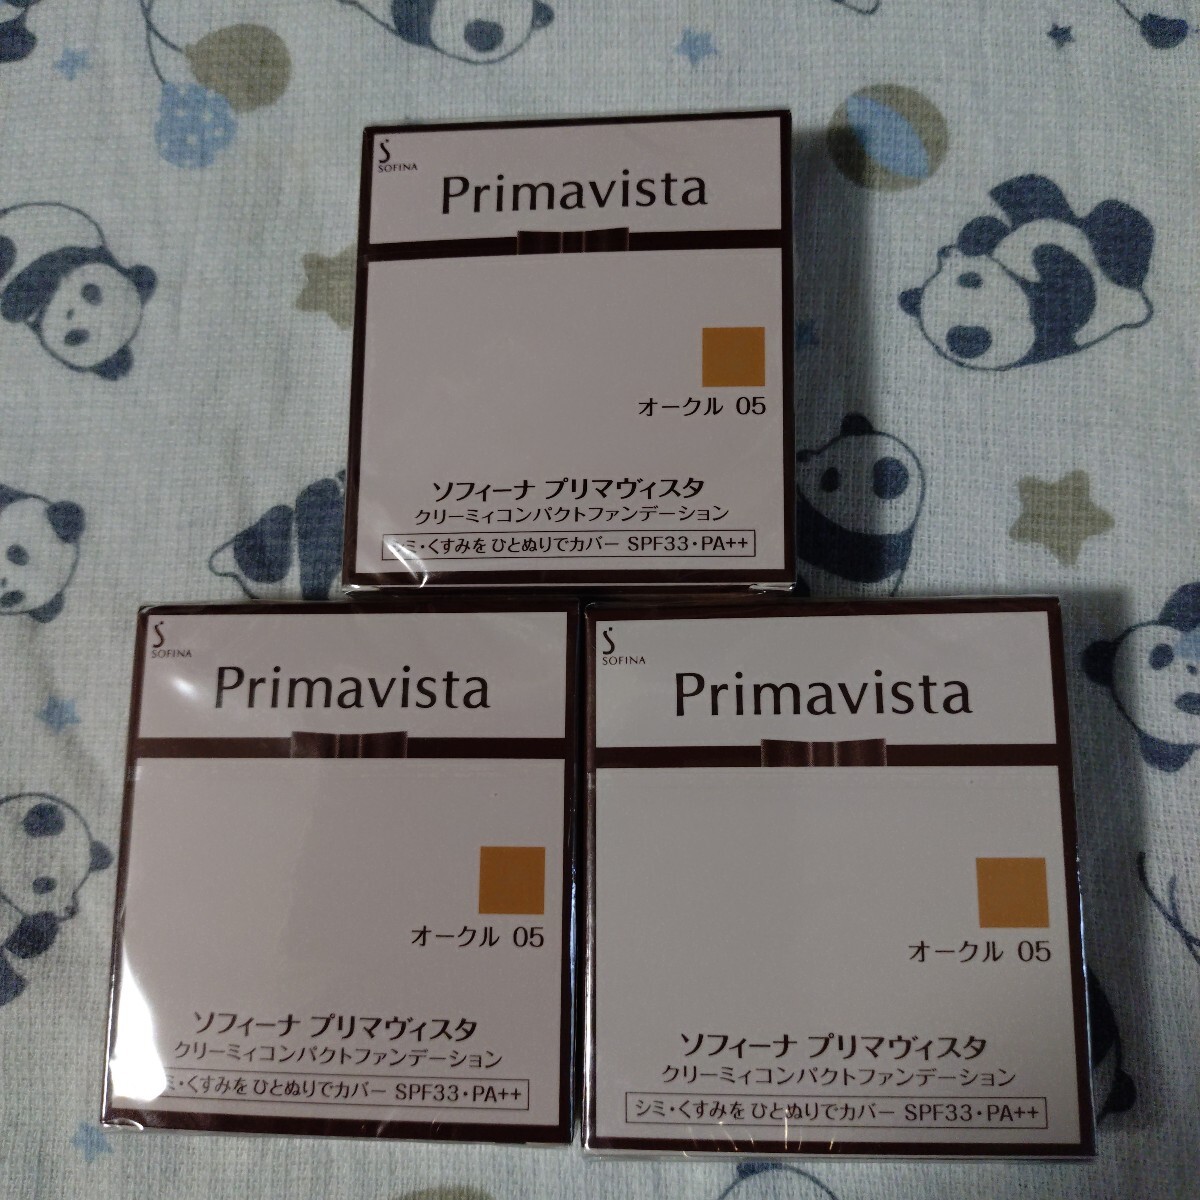 SOFINA
Primavista
オークル 05
ソフィーナ プリマヴィスタ
クリーミィコンパクトファンデーション
シミ・くすみを ひとぬりでカバー SPF33・PA++
SOFINA
Primavista
オークル 05
ソフィーナ プリマヴィスタ
クリーミィコンパクトファンデーション
シミ・くすみを ひとぬりでカバー SPF33・PA++
SOFINA
Primavista
オークル 05
ソフィーナ プリマヴィスタ
クリーミィコンパクトファンデーション
シミ・くすみを ひとぬりでカバー SPF33・PA++